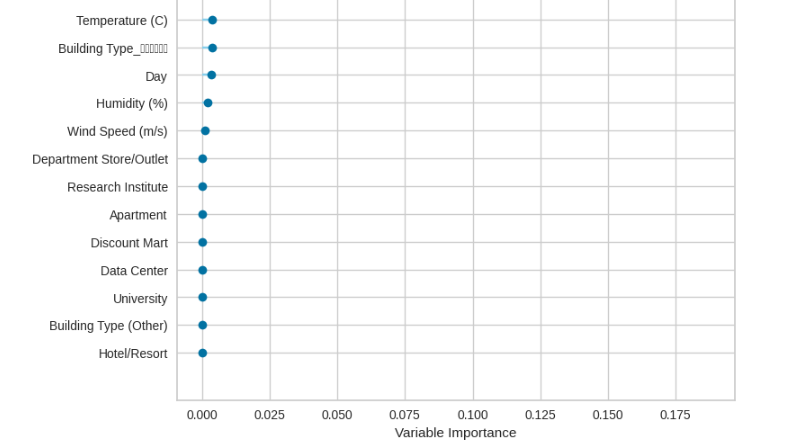 Temperature (C)
Building Type_
Day
Humidity (%)
Wind Speed (m/s)
Department Store/Outlet
Research Institute
Apartment
Discount Mart
Data Center
University
Building Type (Other)
Hotel/Resort
0.000 0.025 0.050 0.075 0.100 0.125 0.150 0.175
Variable Importance